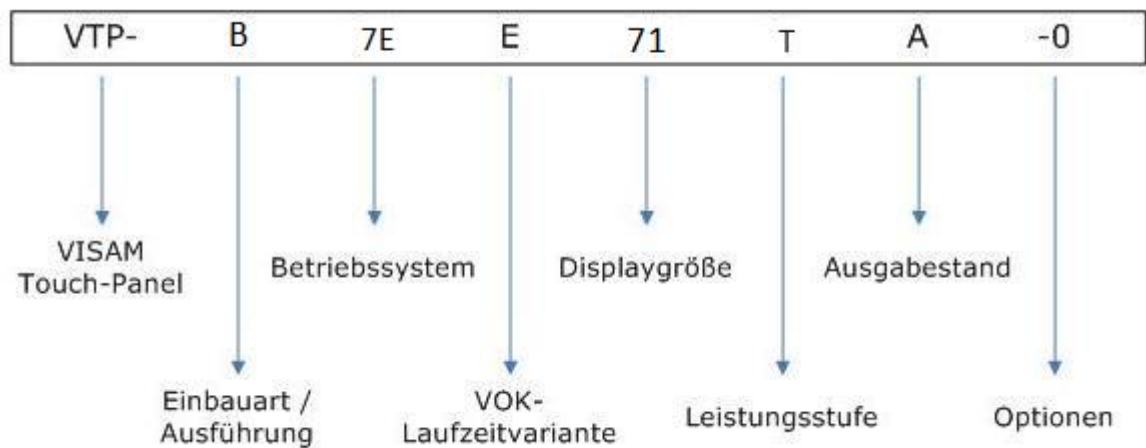 VTP- B 7E E 71 T A -0
VISAM
Touch-Panel
Betriebssystem
Displaygröße
Ausgabestand
Einbauart /
Ausführung
VOK-
Laufzeitvariante
Leistungsstufe
Optionen